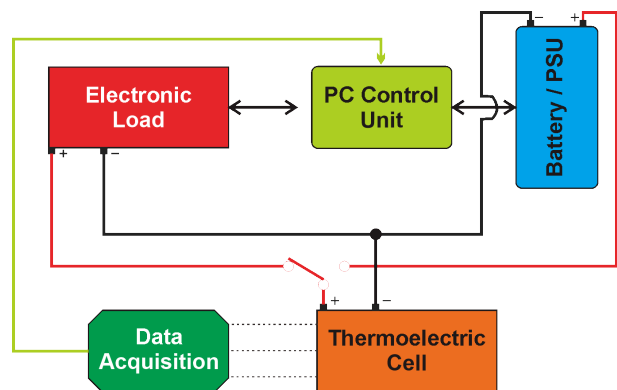 − +
Electronic
Load
PC Control
Unit
Battery / PSU
+ −
+ −
Data
Acquisition
Thermoelectric
Cell